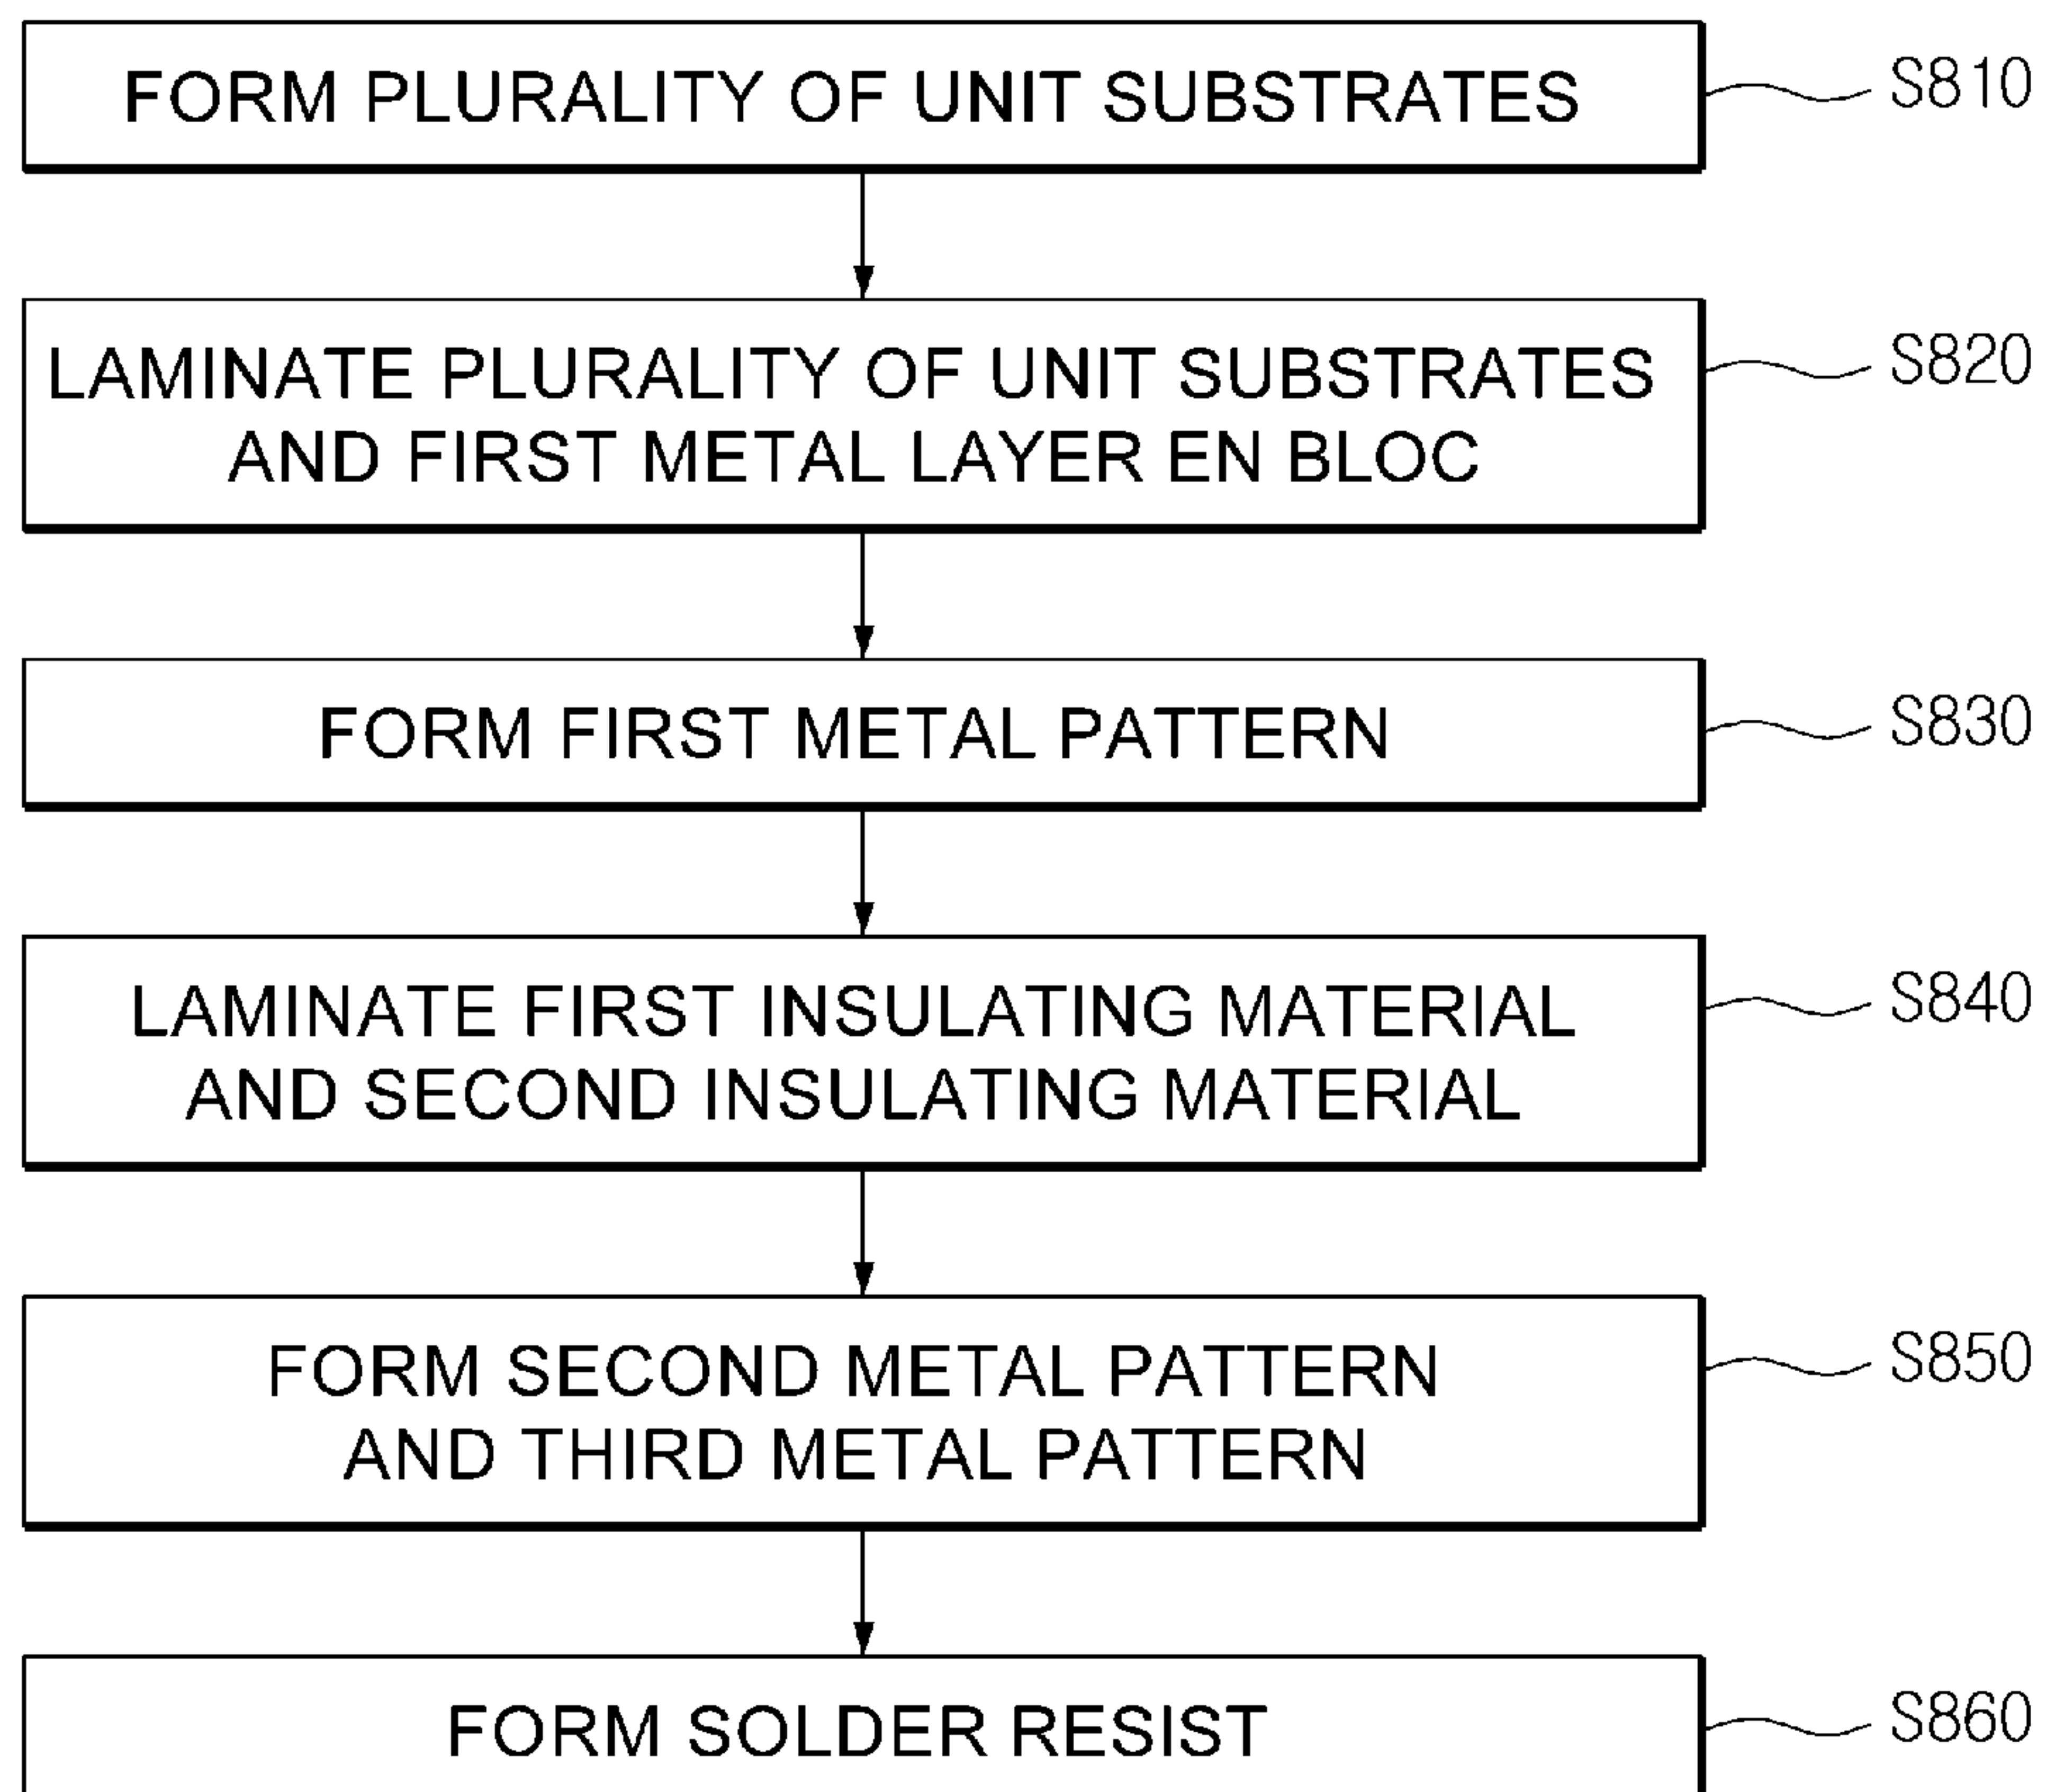 FORM PLURALITY OF UNIT SUBSTRATES
S810
LAMINATE PLURALITY OF UNIT SUBSTRATES
AND FIRST METAL LAYER EN BLOC
S820
FORM FIRST METAL PATTERN
S830
LAMINATE FIRST INSULATING MATERIAL
AND SECOND INSULATING MATERIAL
S840
FORM SECOND METAL PATTERN
AND THIRD METAL PATTERN
S850
FORM SOLDER RESIST
S860